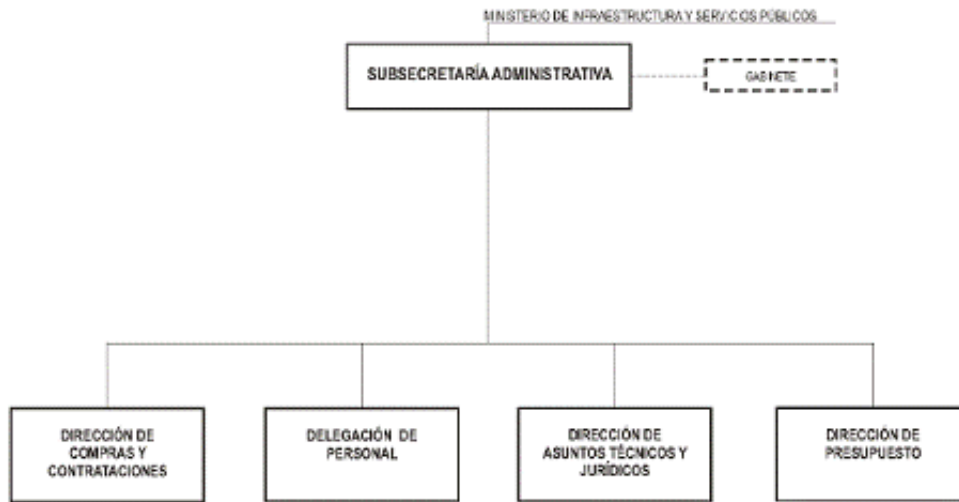 MINISTERIO DE INFRAESTRUCTURA Y SERVICIOS PÚBLICOS
SUBSECRETARÍA ADMINISTRATIVA
GABINETE
DIRECCIÓN DE
COMPRAS Y
CONTRATACIONES
DELEGACIÓN DE
PERSONAL
DIRECCIÓN DE
ASUNTOS TÉCNICOS Y
JURÍDICOS
DIRECCIÓN DE
PRESUPUESTO